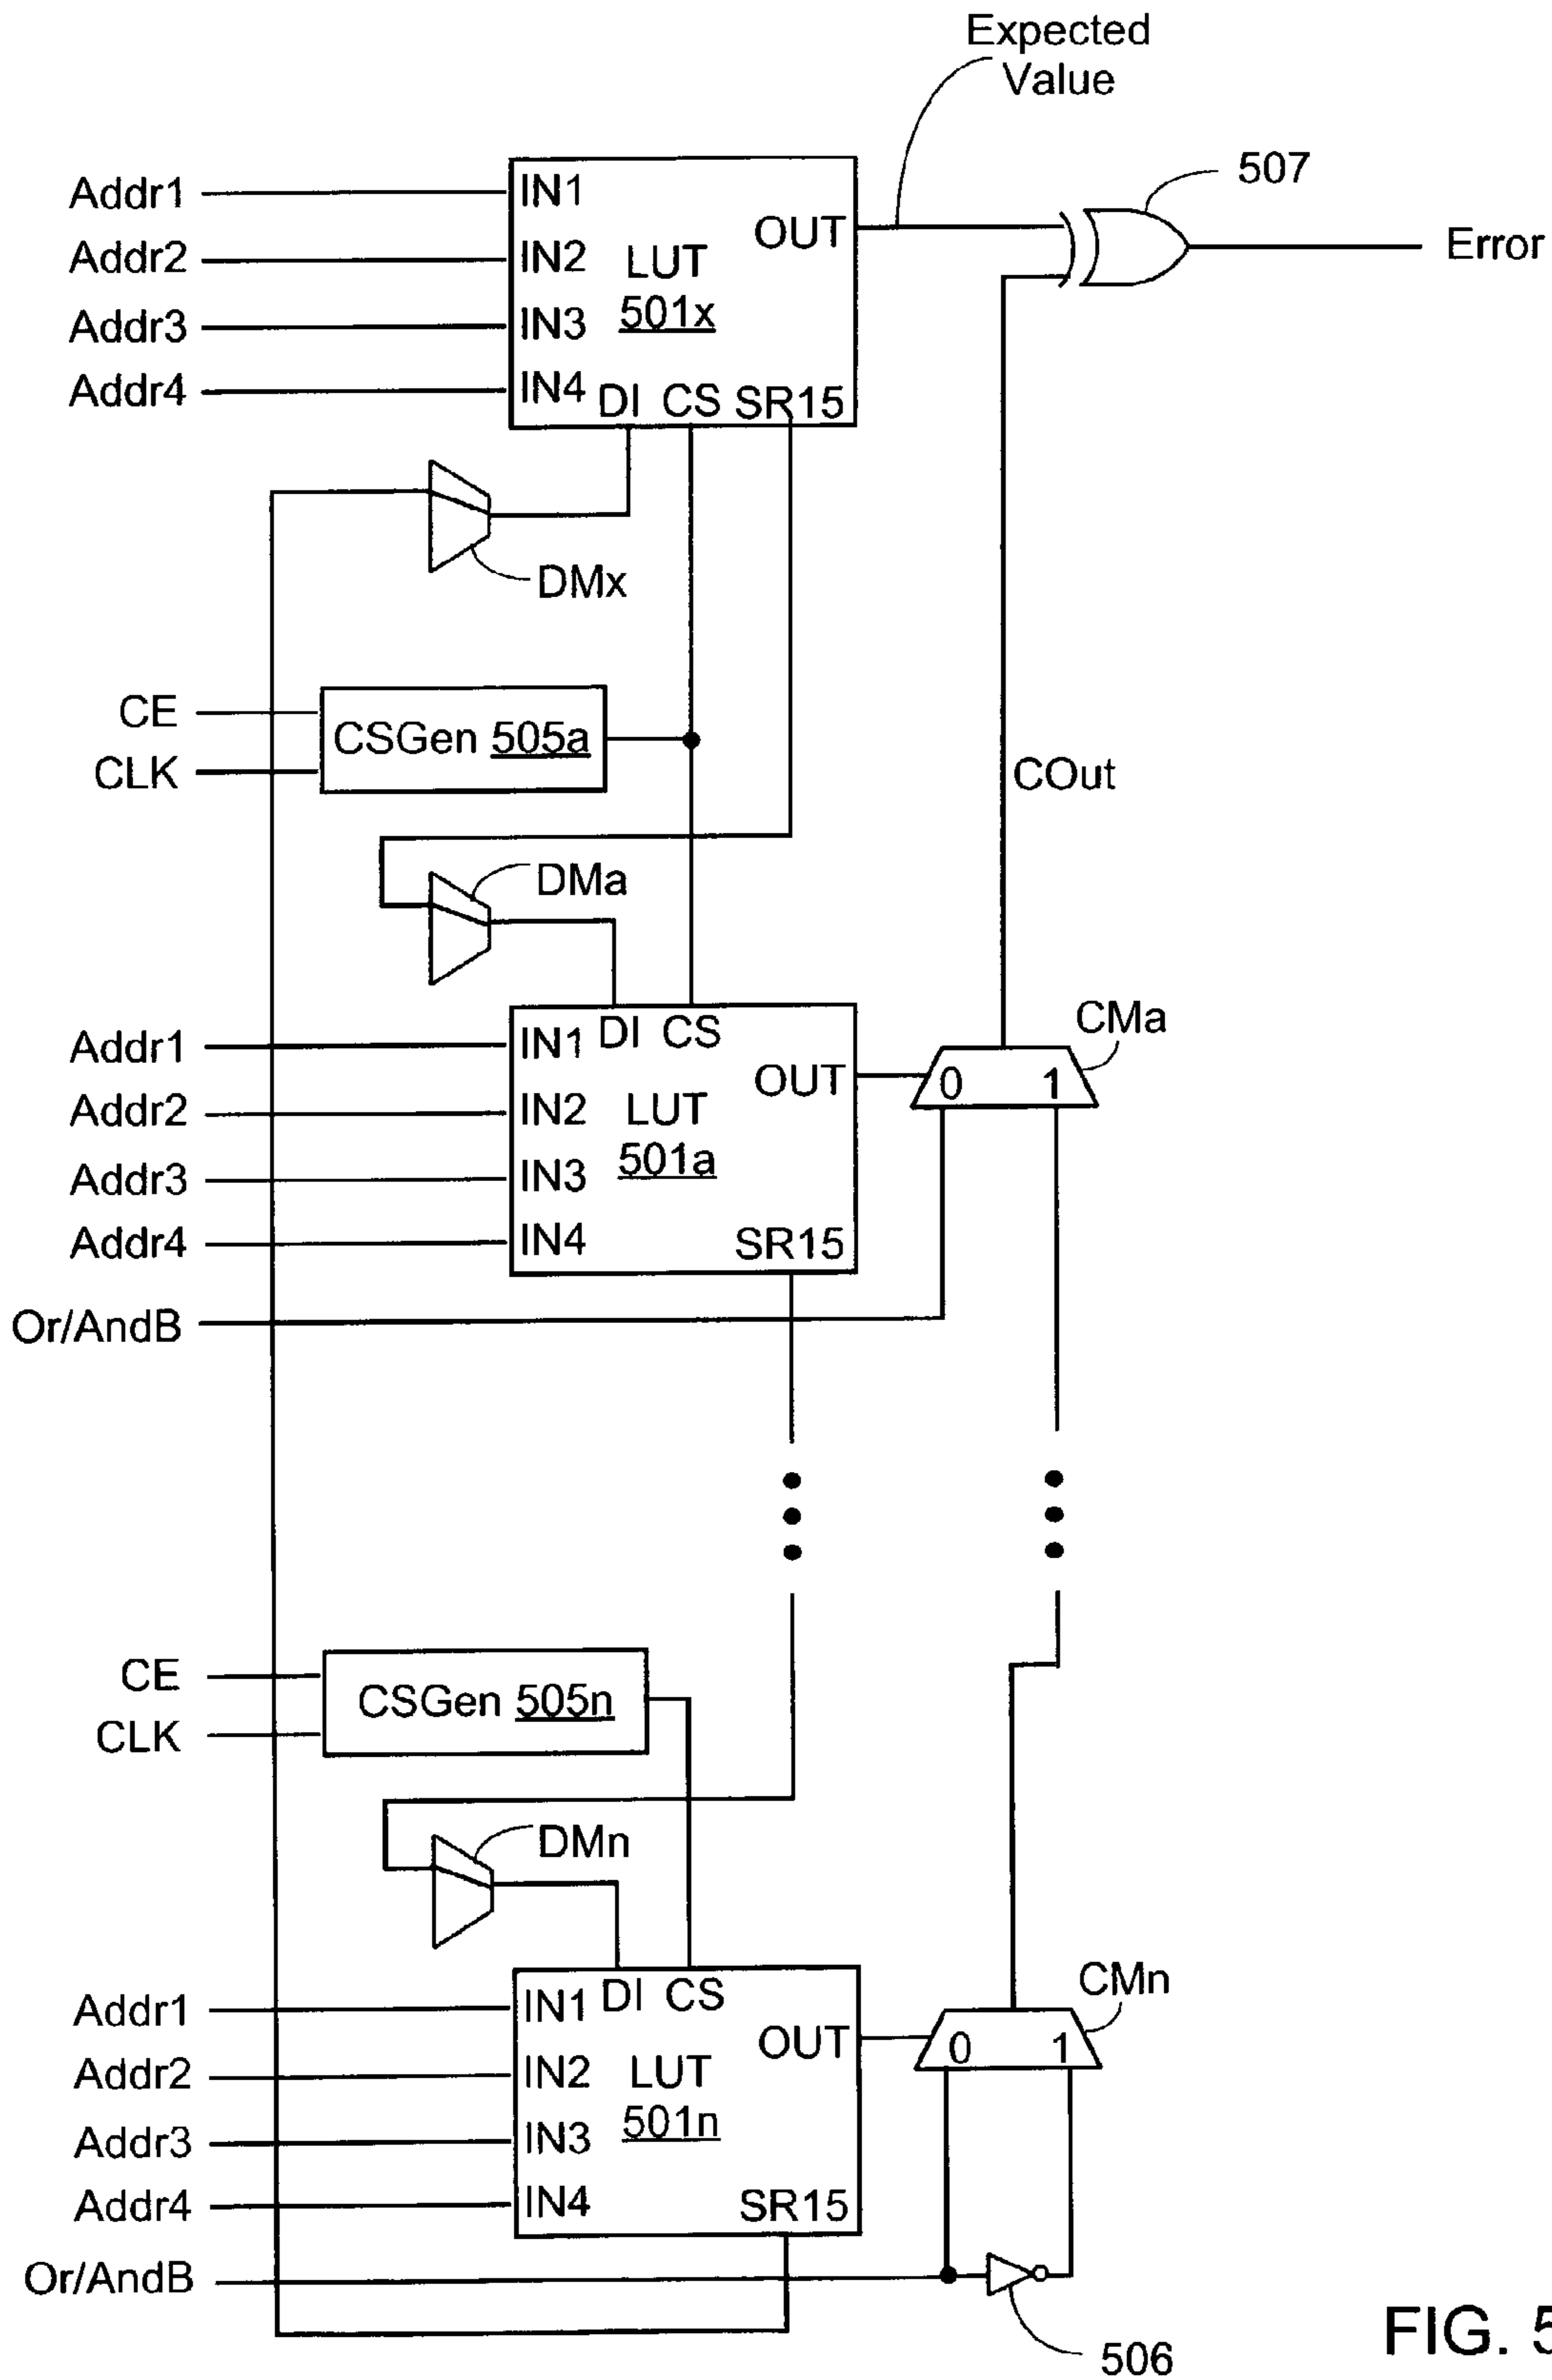 Expected
Value
507
Error
Addr1
Addr2
Addr3
Addr4
IN1
IN2
IN3
IN4
OUT
LUT
501x
DI CS SR15
DMx
CE
CLK
CSGen 505a
COut
DMa
CMa
Addr1
Addr2
Addr3
Addr4
IN1
IN2
IN3
IN4
DI CS
OUT
LUT
501a
SR15
0 1
Or/AndB
CE
CLK
CSGen 505n
DMn
CMn
Addr1
Addr2
Addr3
Addr4
IN1
IN2
IN3
IN4
DI CS
OUT
LUT
501n
SR15
0 1
Or/AndB
506
FIG. 5